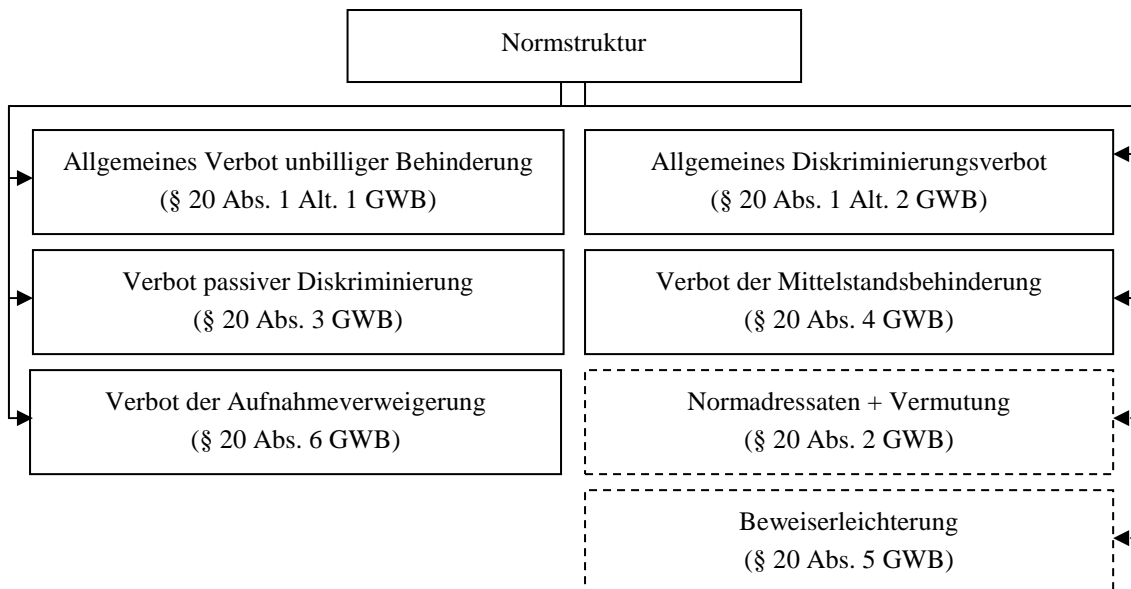 Normstruktur
Allgemeines Verbot unbilliger Behinderung
(§ 20 Abs. 1 Alt. 1 GWB)
Allgemeines Diskriminierungsverbot
(§ 20 Abs. 1 Alt. 2 GWB)
Verbot passiver Diskriminierung
(§ 20 Abs. 3 GWB)
Verbot der Mittelstandsbehinderung
(§ 20 Abs. 4 GWB)
Verbot der Aufnahmeverweigerung
(§ 20 Abs. 6 GWB)
Normadressaten + Vermutung
(§ 20 Abs. 2 GWB)
Beweiserleichterung
(§ 20 Abs. 5 GWB)